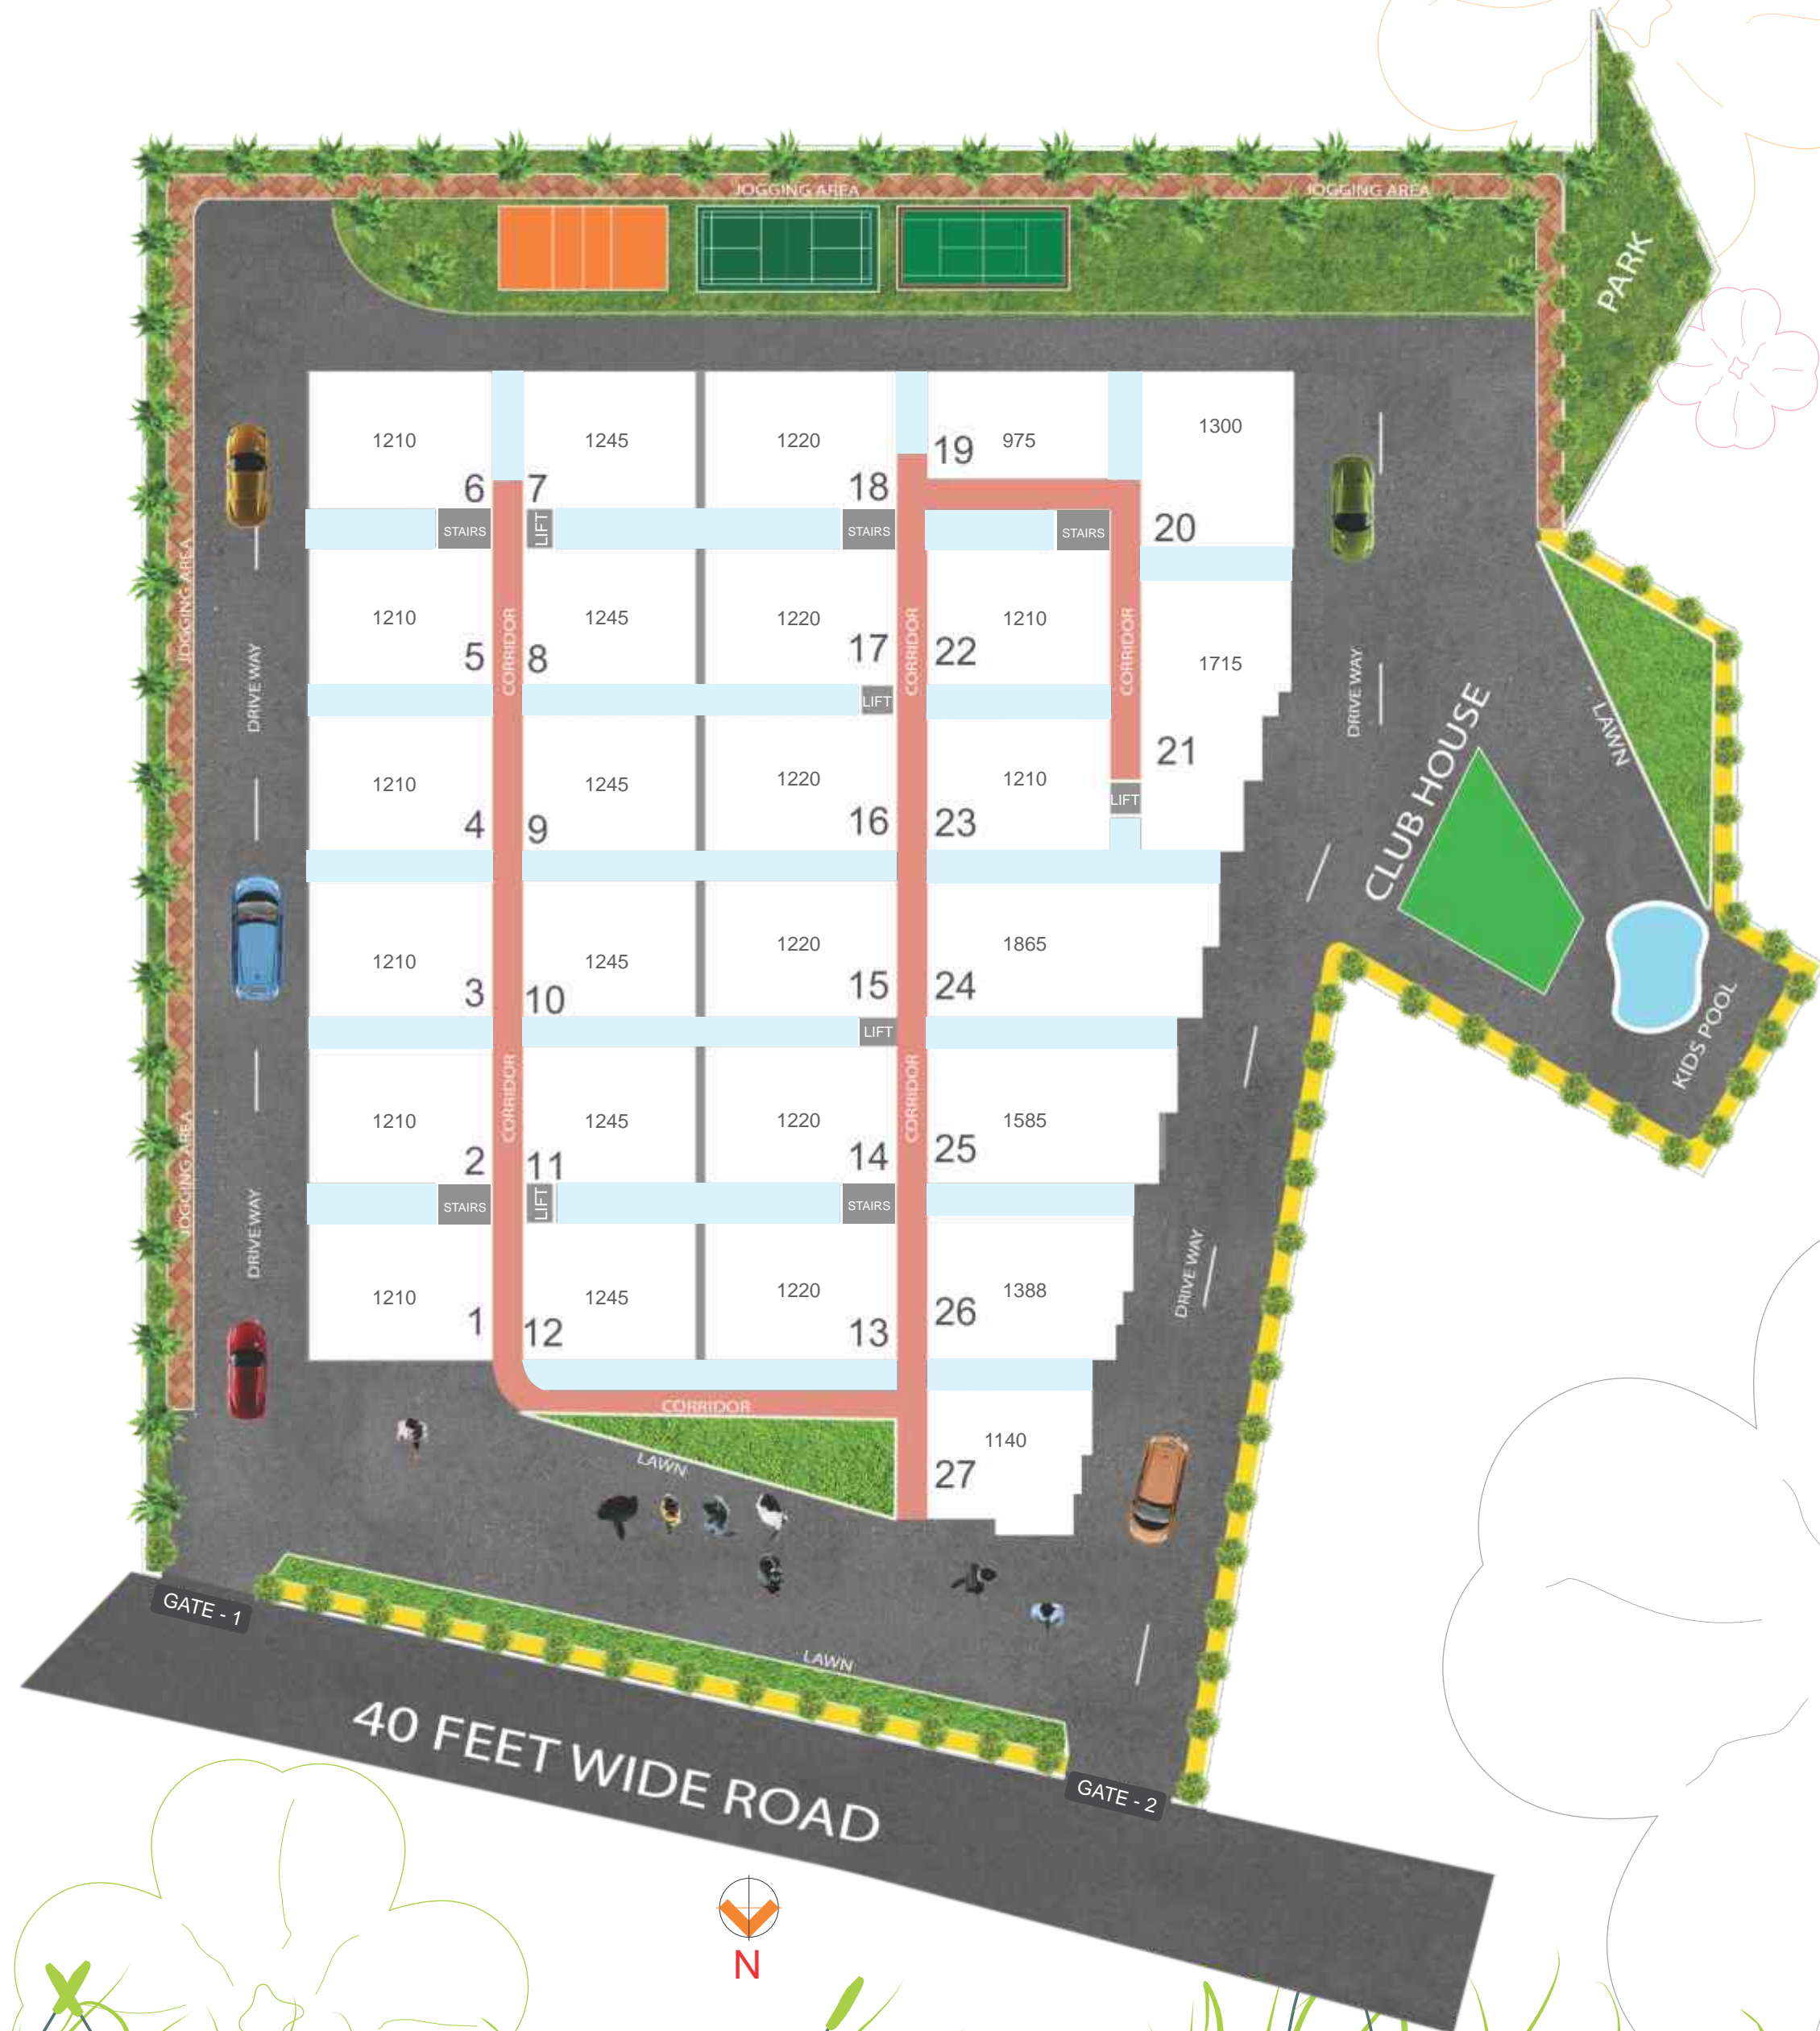 JOGGING AREA
JOGGING AREA
PARK
1210
1245
1220
975
1300
6
7
18
19
20
STAIRS
LIFT
STAIRS
STAIRS
JOGGING AREA
DRIVE WAY
1210
1245
1220
1210
1715
5
CORRIDOR
8
17
CORRIDOR
22
CORRIDOR
21
DRIVE WAY
LIFT
CLUB HOUSE
LAWN
1210
1245
1220
1210
4
9
16
23
LIFT
1210
1245
1220
1865
3
10
15
24
LIFT
KIDS POOL
JOGGING AREA
1210
1245
1220
1585
2
CORRIDOR
11
14
CORRIDOR
25
STAIRS
LIFT
STAIRS
DRIVE WAY
DRIVE WAY
1210
1245
1220
1388
1
12
13
26
CORRIDOR
1140
27
LAWN
GATE - 1
LAWN
40 FEET WIDE ROAD
GATE - 2
N